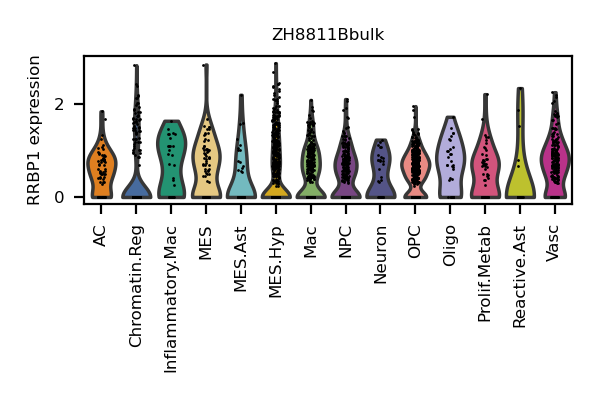 ZH8811Bbulk
RRBP1 expression
2
0
AC
Chromatin.Reg
Inflammatory.Mac
MES
MES.Ast
MES.Hyp
Mac
NPC
Neuron
OPC
Oligo
Prolif.Metab
Reactive.Ast
Vasc